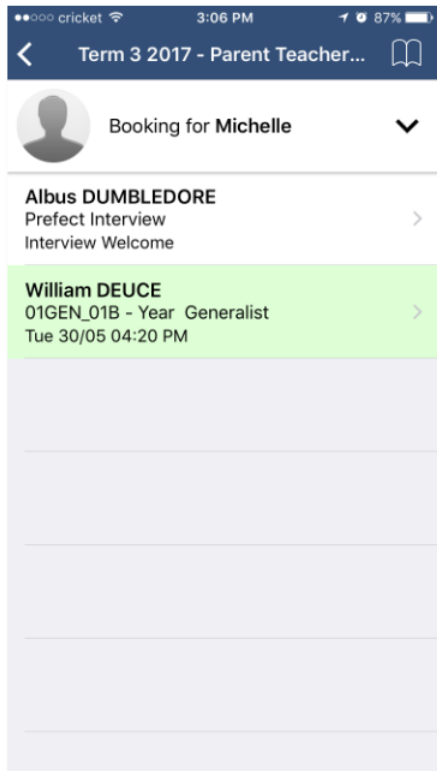 cricket 3:06 PM 87%
Term 3 2017 - Parent Teacher...
Booking for Michelle
Albus DUMBLEDORE
Prefect Interview
Interview Welcome
William DEUCE
01GEN_01B - Year  Generalist
Tue 30/05 04:20 PM